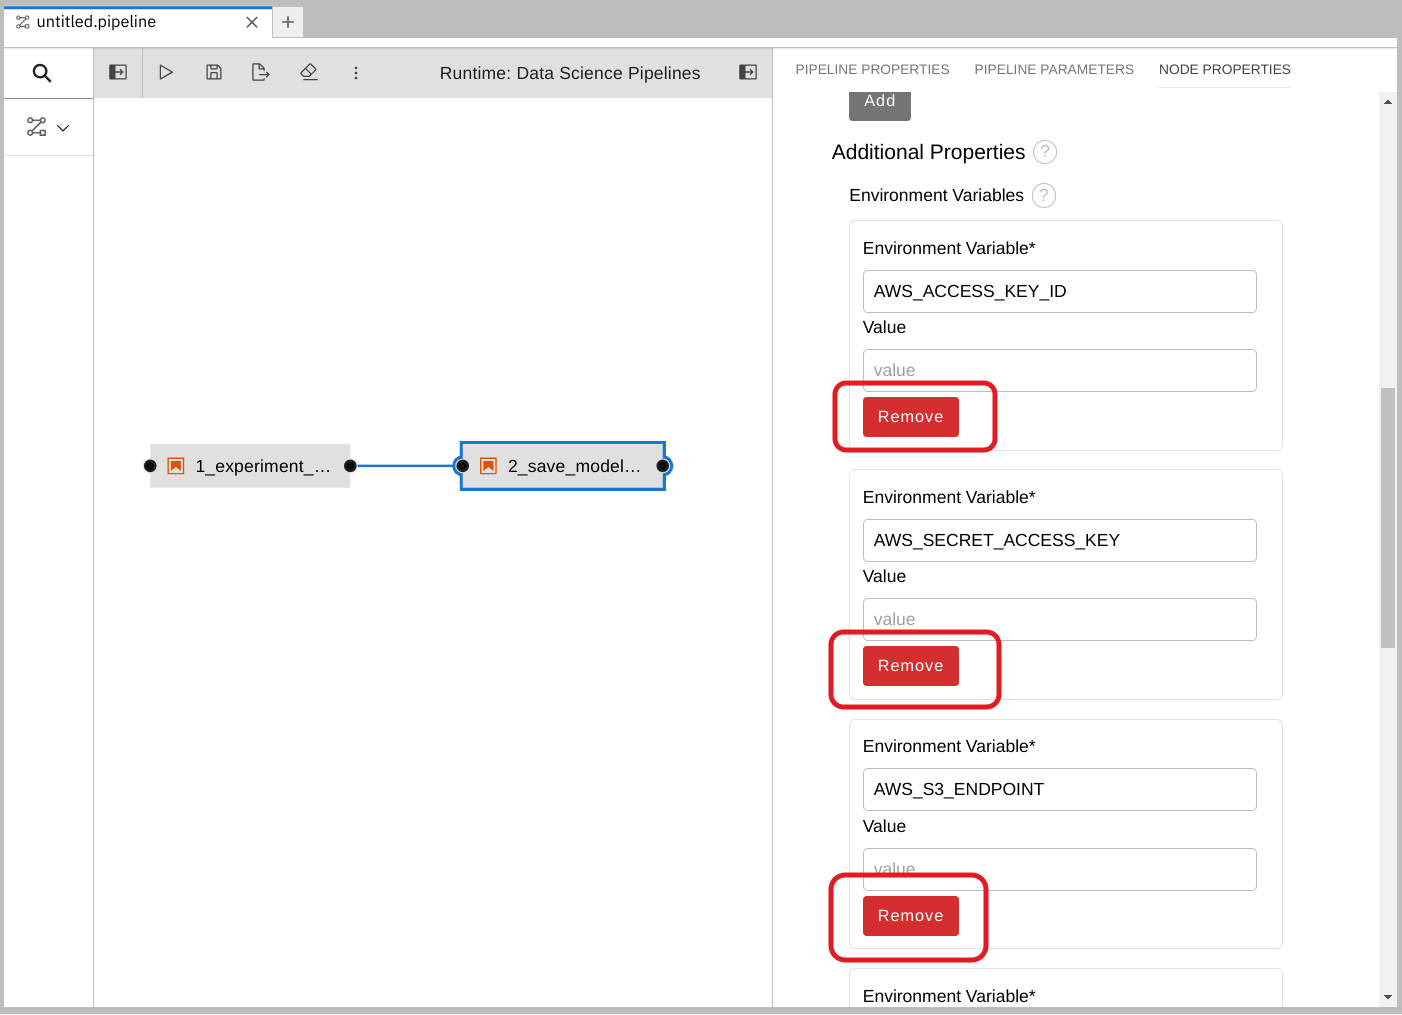 untitled.pipeline
Runtime: Data Science Pipelines
PIPELINE PROPERTIES PIPELINE PARAMETERS NODE PROPERTIES
Add
Additional Properties ?
Environment Variables ?
Environment Variable*
AWS_ACCESS_KEY_ID
Value
value
Remove
1_experiment_...
2_save_model...
Environment Variable*
AWS_SECRET_ACCESS_KEY
Value
value
Remove
Environment Variable*
AWS_S3_ENDPOINT
Value
value
Remove
Environment Variable*